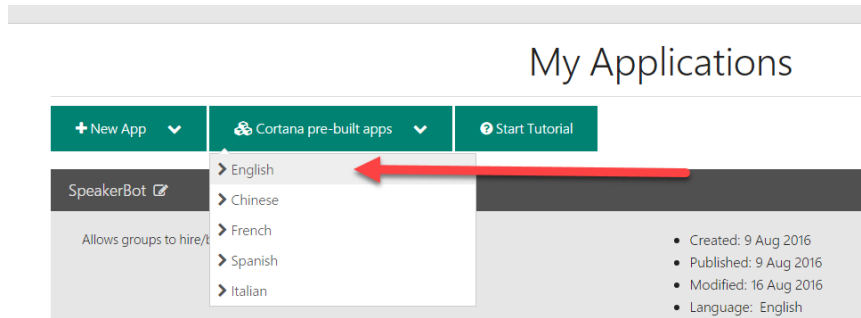 My Applications
New App
Cortana pre-built apps
Start Tutorial
English
SpeakerBot
Chinese
Allows groups to hire/
French
Spanish
Italian
Created: 9 Aug 2016
Published: 9 Aug 2016
Modified: 16 Aug 2016
Language: English